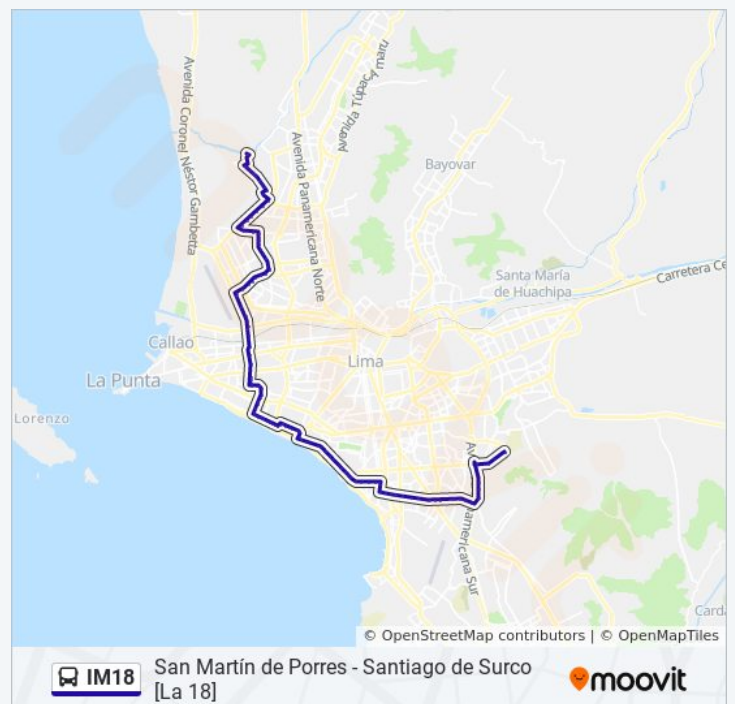 Avenida Túpac Amaru
Avenida Coronel Néstor Gambetta
Avenida Panamericana Norte
Bayovar
Santa María
de Huachipa
Carretera Ce
Callao
Lima
La Punta
Lorenzo
Av
americana Sur
Carda
© OpenStreetMap contributors | © OpenMapTiles
IM18
San Martín de Porres - Santiago de Surco
[La 18]
moovit